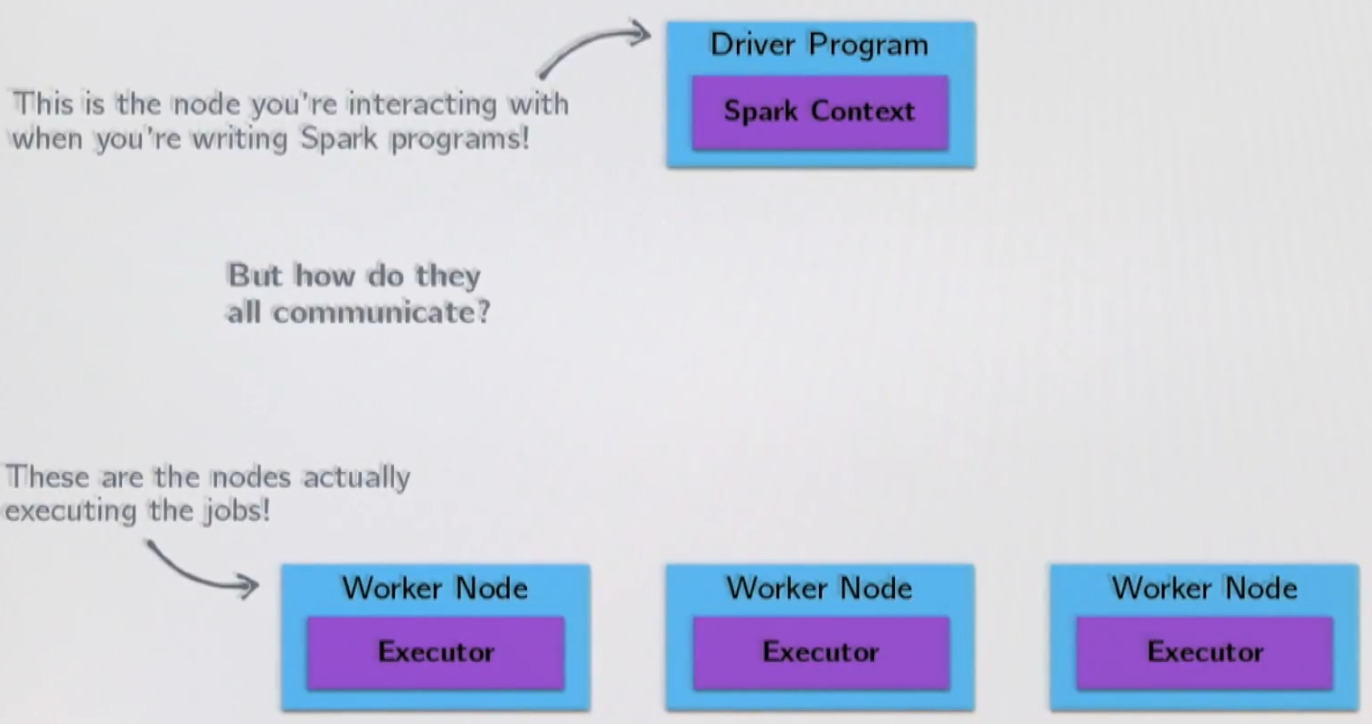 Driver Program
Spark Context
This is the node you're interacting with
when you're writing Spark programs!
But how do they
all communicate?
These are the nodes actually
executing the jobs!
Worker Node
Executor
Worker Node
Executor
Worker Node
Executor